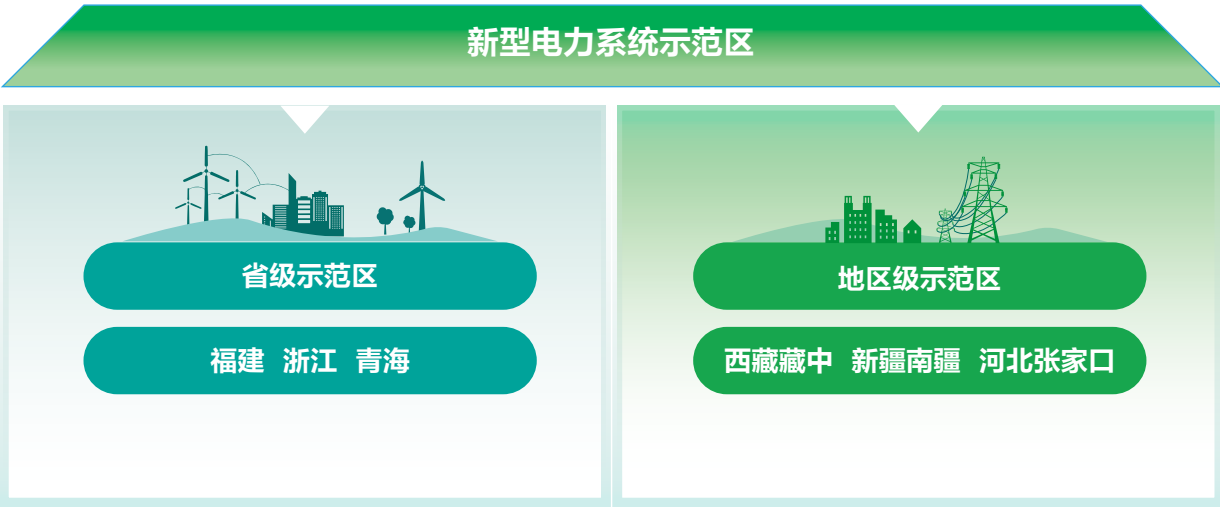 新型电力系统示范区
省级示范区
福建 浙江 青海
地区级示范区
西藏藏中 新疆南疆 河北张家口